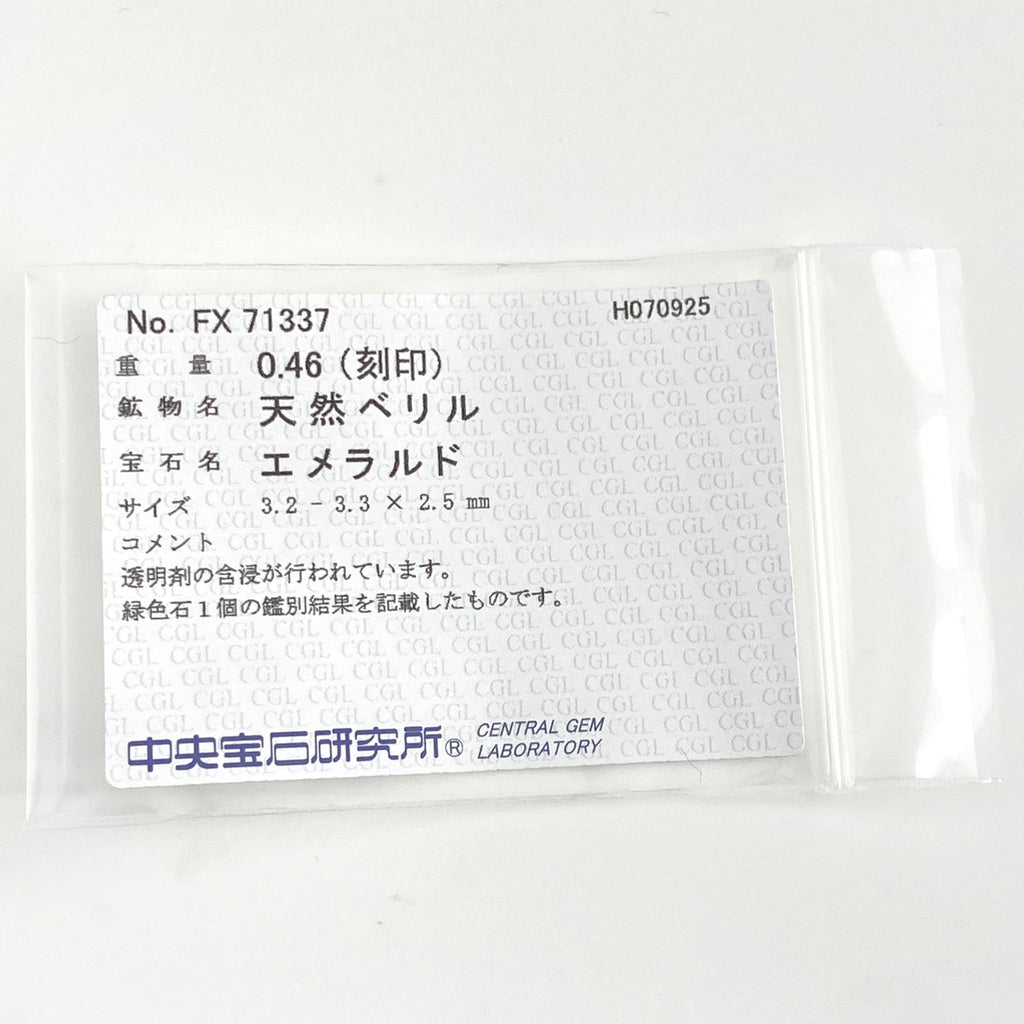 No. FX 71337 H070925
重量 0.46 (刻印)
鉱物名 天然ベリル
宝石名 エメラルド
サイズ 3.2 - 3.3 × 2.5 ㎜
コメント
透明剤の含浸が行われています。
緑色石1個の鑑別結果を記載したものです。
中央宝石研究所® CENTRAL GEM
LABORATORY